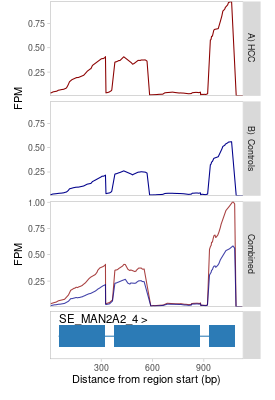 0.75
0.50
0.25
FPM
A) HCC
0.75
0.50
0.25
FPM
B) Controls
1.00
0.75
0.50
0.25
FPM
Combined
SE_MAN2A2_4 >
300
600
900
Distance from region start (bp)